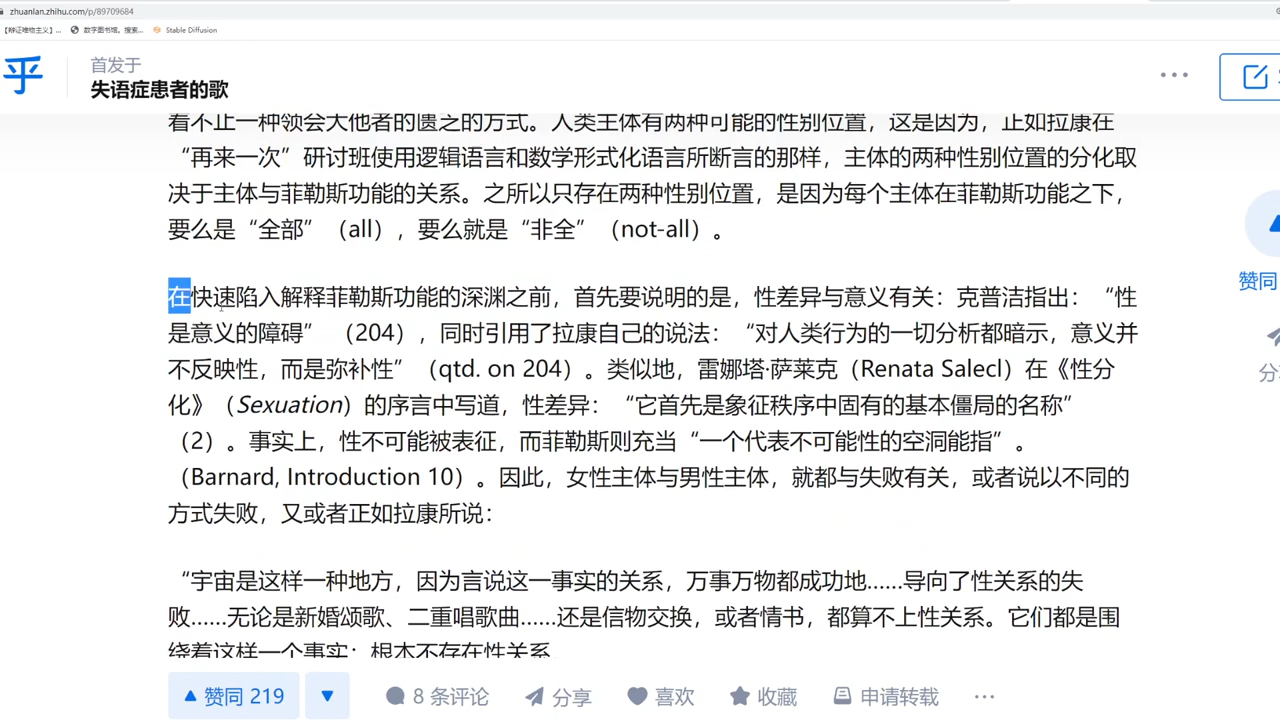 zhuanlan.zhihu.com/p/89709684
【辩证唯物主义】... 数字图书馆。搜索... Stable Diffusion
乎 首发于
失语症患者的歌
着不止一种领会大他者的匮乏的方式。人类主体有两种可能的性别位置，这是因为，正如拉康在
“再来一次”研讨班使用逻辑语言和数学形式化语言所断言的那样，主体的两种性别位置的分化取
决于主体与菲勒斯功能的关系。之所以只存在两种性别位置，是因为每个主体在菲勒斯功能之下，
要么是“全部”（all），要么就是“非全”（not-all）。
赞同
在快速陷入解释菲勒斯功能的深渊之前，首先要说明的是，性差异与意义有关：克普洁指出：“性
是意义的障碍”（204），同时引用了拉康自己的说法：“对人类行为的一切分析都暗示，意义并
不反映性，而是弥补性”（qtd. on 204）。类似地，雷娜塔·萨莱克（Renata Salecl）在《性分
化》（Sexuation）的序言中写道，性差异：“它首先是象征秩序中固有的基本僵局的名称”
（2）。事实上，性不可能被表征，而菲勒斯则充当“一个代表不可能性的空洞能指”。
（Barnard, Introduction 10）。因此，女性主体与男性主体，就都与失败有关，或者说以不同的
方式失败，又或者正如拉康所说：
“宇宙是这样一种地方，因为言说这一事实的关系，万事万物都成功地......导向了性关系的失
败......无论是新婚颂歌、二重唱歌曲......还是信物交换，或者情书，都算不上性关系。它们都是围
绕着这样一个事实：根本不存在性关系
赞同 219 8 条评论 分享 喜欢 收藏 申请转载